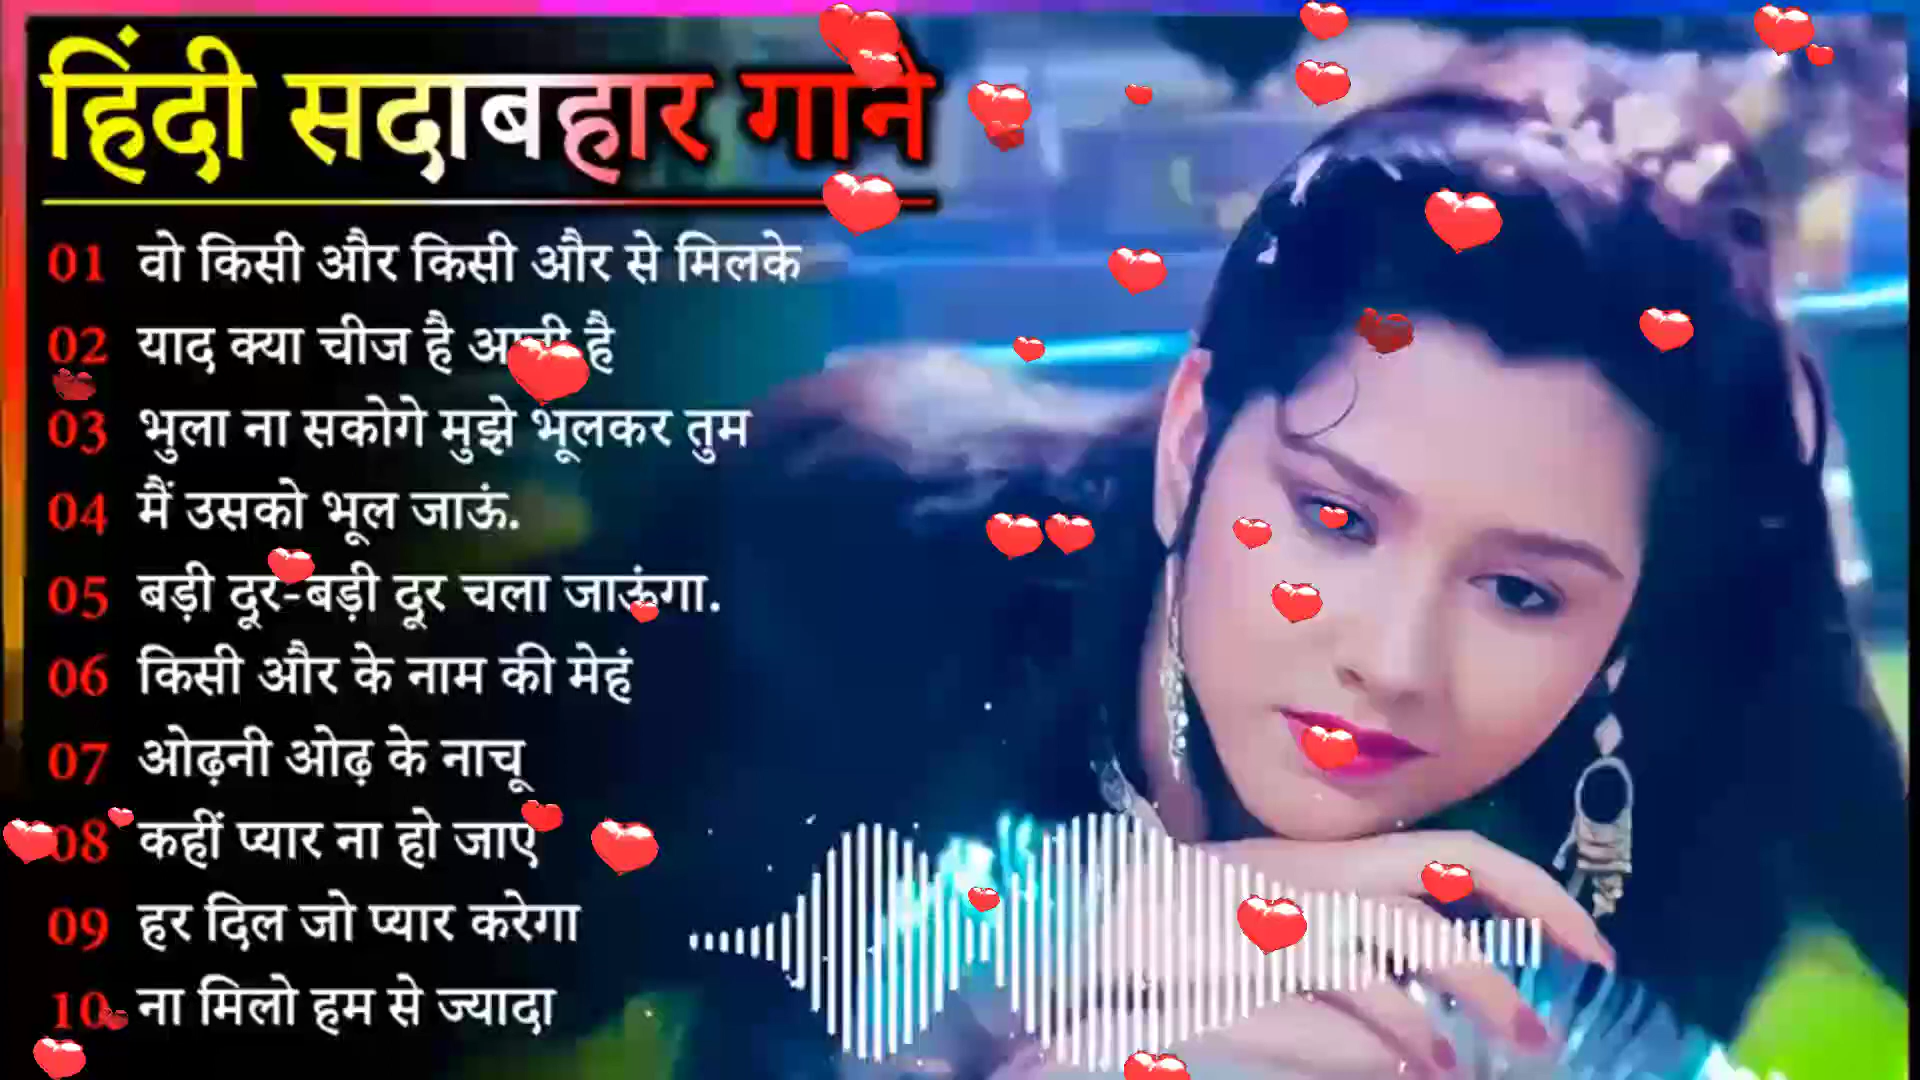 हिंदी सदाबहार गाने
01 वो किसी और किसी और से मिलके
02 याद क्या चीज है आती है
03 भुला ना सकोगे मुझे भूलकर तुम
04 मैं उसको भूल जाऊं.
05 बड़ी दूर-बड़ी दूर चला जाऊंगा.
06 किसी और के नाम की मेहं
07 ओढ़नी ओढ़ के नाचू
08 कहीं प्यार ना हो जाए
09 हर दिल जो प्यार करेगा
10 ना मिलो हम से ज्यादा